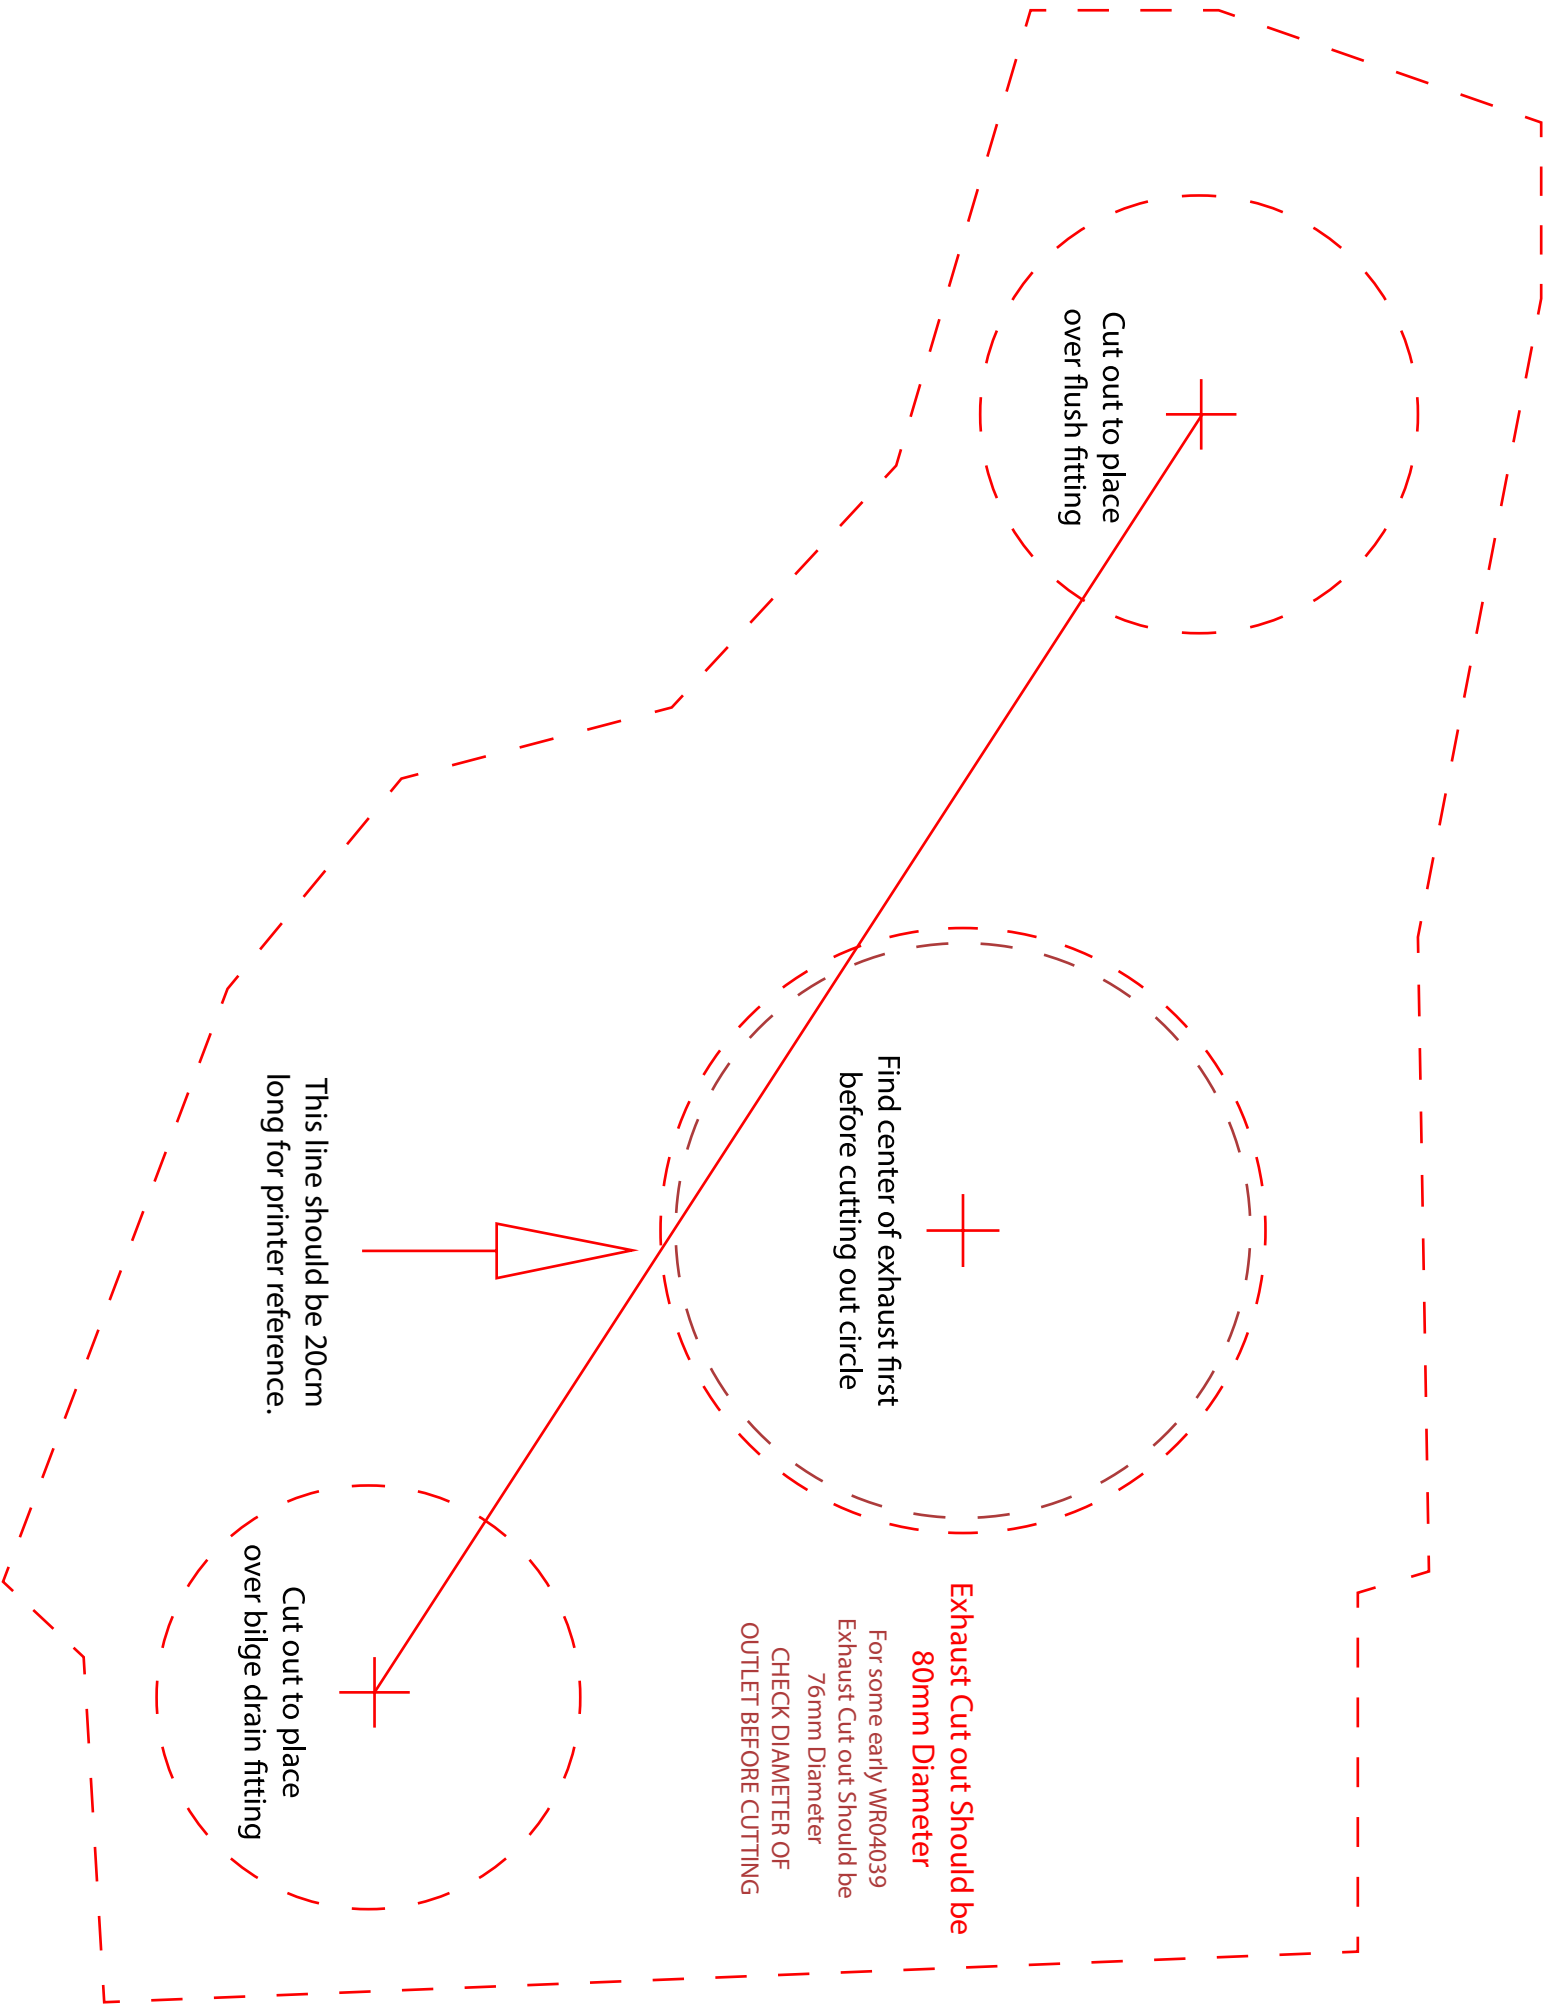 Cut out to place
over flush fitting
Find center of exhaust first
before cutting out circle
This line should be 20cm
long for printer reference.
Exhaust Cut out Should be
80mm Diameter
For some early WR04039
Exhaust Cut out Should be
76mm Diameter
CHECK DIAMETER OF
OUTLET BEFORE CUTTING
Cut out to place
over bilge drain fitting